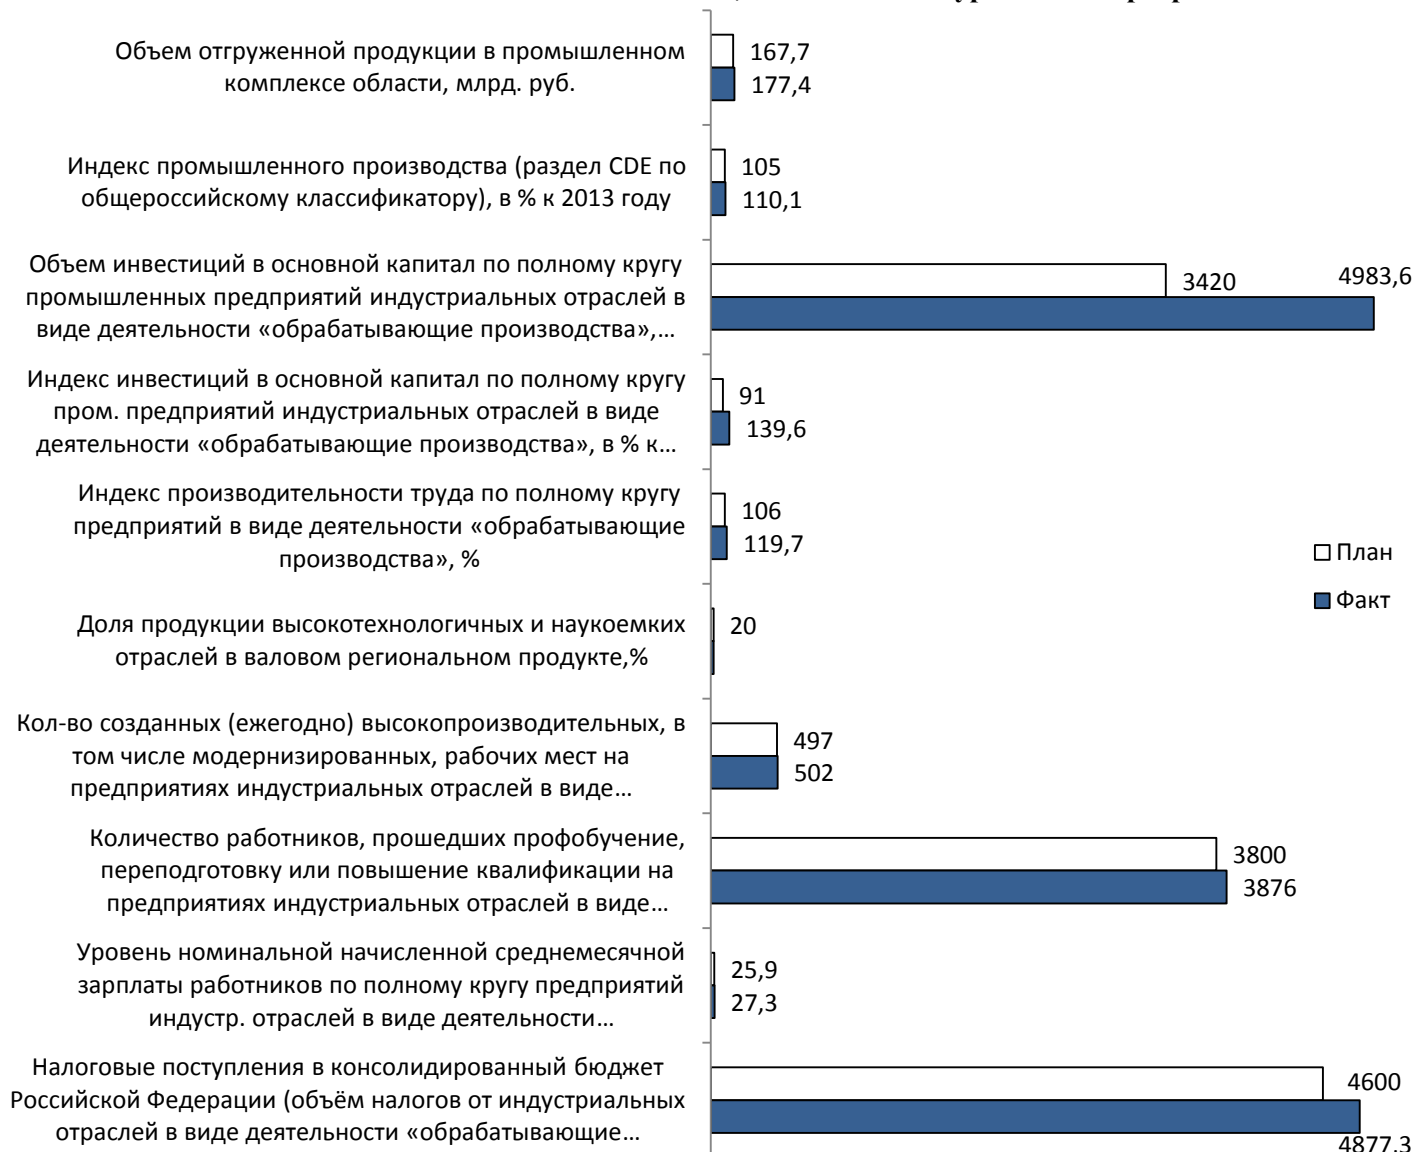 Объем отгруженной продукции в промышленном
комплексе области, млрд. руб.
167,7
177,4
Индекс промышленного производства (раздел CDE по
общероссийскому классификатору), в % к 2013 году
105
110,1
Объем инвестиций в основной капитал по полному кругу
промышленных предприятий индустриальных отраслей в
виде деятельности «обрабатывающие производства»,...
3420
4983,6
Индекс инвестиций в основной капитал по полному кругу
пром. предприятий индустриальных отраслей в виде
деятельности «обрабатывающие производства», в % к...
91
139,6
Индекс производительности труда по полному кругу
предприятий в виде деятельности «обрабатывающие
производства», %
106
119,7
План
Факт
Доля продукции высокотехнологичных и наукоемких
отраслей в валовом региональном продукте,%
20
Кол-во созданных (ежегодно) высокопроизводительных, в
том числе модернизированных, рабочих мест на
предприятиях индустриальных отраслей в виде...
497
502
Количество работников, прошедших профобучение,
переподготовку или повышение квалификации на
предприятиях индустриальных отраслей в виде...
3800
3876
Уровень номинальной начисленной среднемесячной
зарплаты работников по полному кругу предприятий
индустр. отраслей в виде деятельности...
25,9
27,3
Налоговые поступления в консолидированный бюджет
Российской Федерации (объём налогов от индустриальных
отраслей в виде деятельности «обрабатывающие...
4600
4877,3